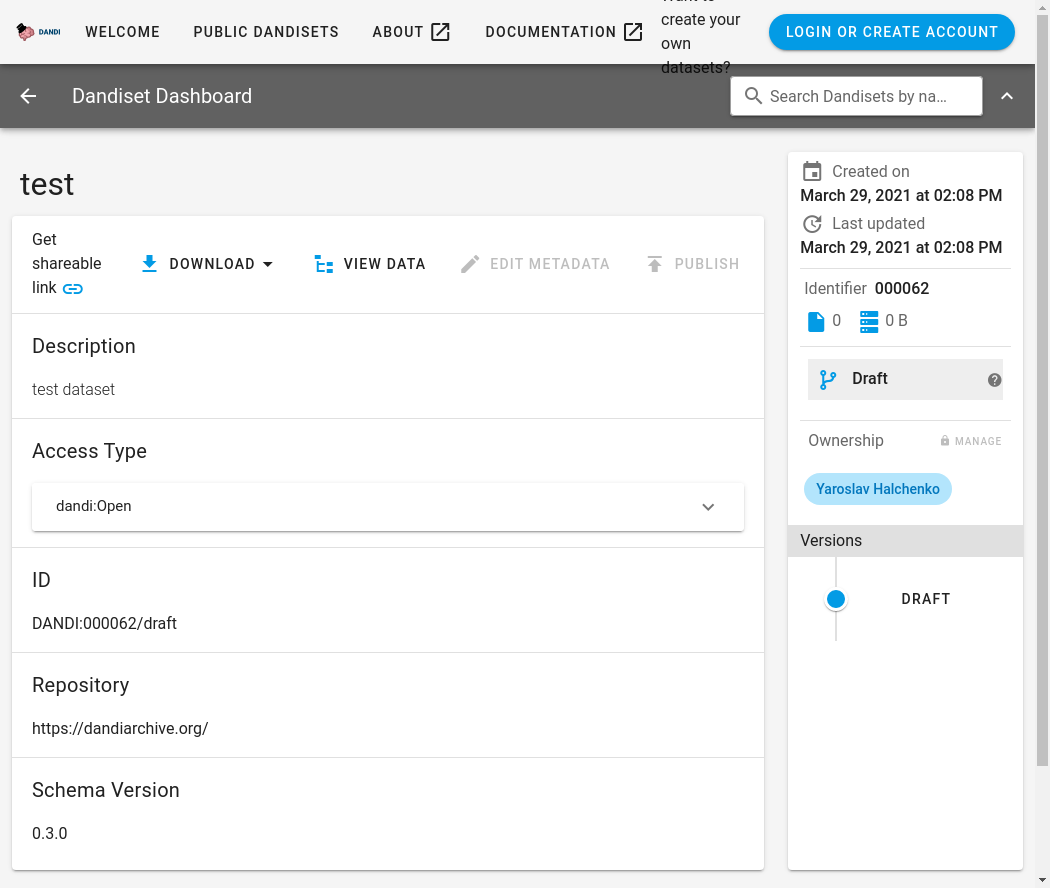 DANDI
WELCOME
PUBLIC DANDISETS
ABOUT
DOCUMENTATION
create your
own
datasets?
LOGIN OR CREATE ACCOUNT
Dandiset Dashboard
Search Dandisets by na…
test
Get
shareable
link
DOWNLOAD
VIEW DATA
EDIT METADATA
PUBLISH
Description
test dataset
Access Type
dandi:Open
ID
DANDI:000062/draft
Repository
https://dandiarchive.org/
Schema Version
0.3.0
Created on
March 29, 2021 at 02:08 PM
Last updated
March 29, 2021 at 02:08 PM
Identifier 000062
0 0 B
Draft
Ownership
MANAGE
Yaroslav Halchenko
Versions
DRAFT